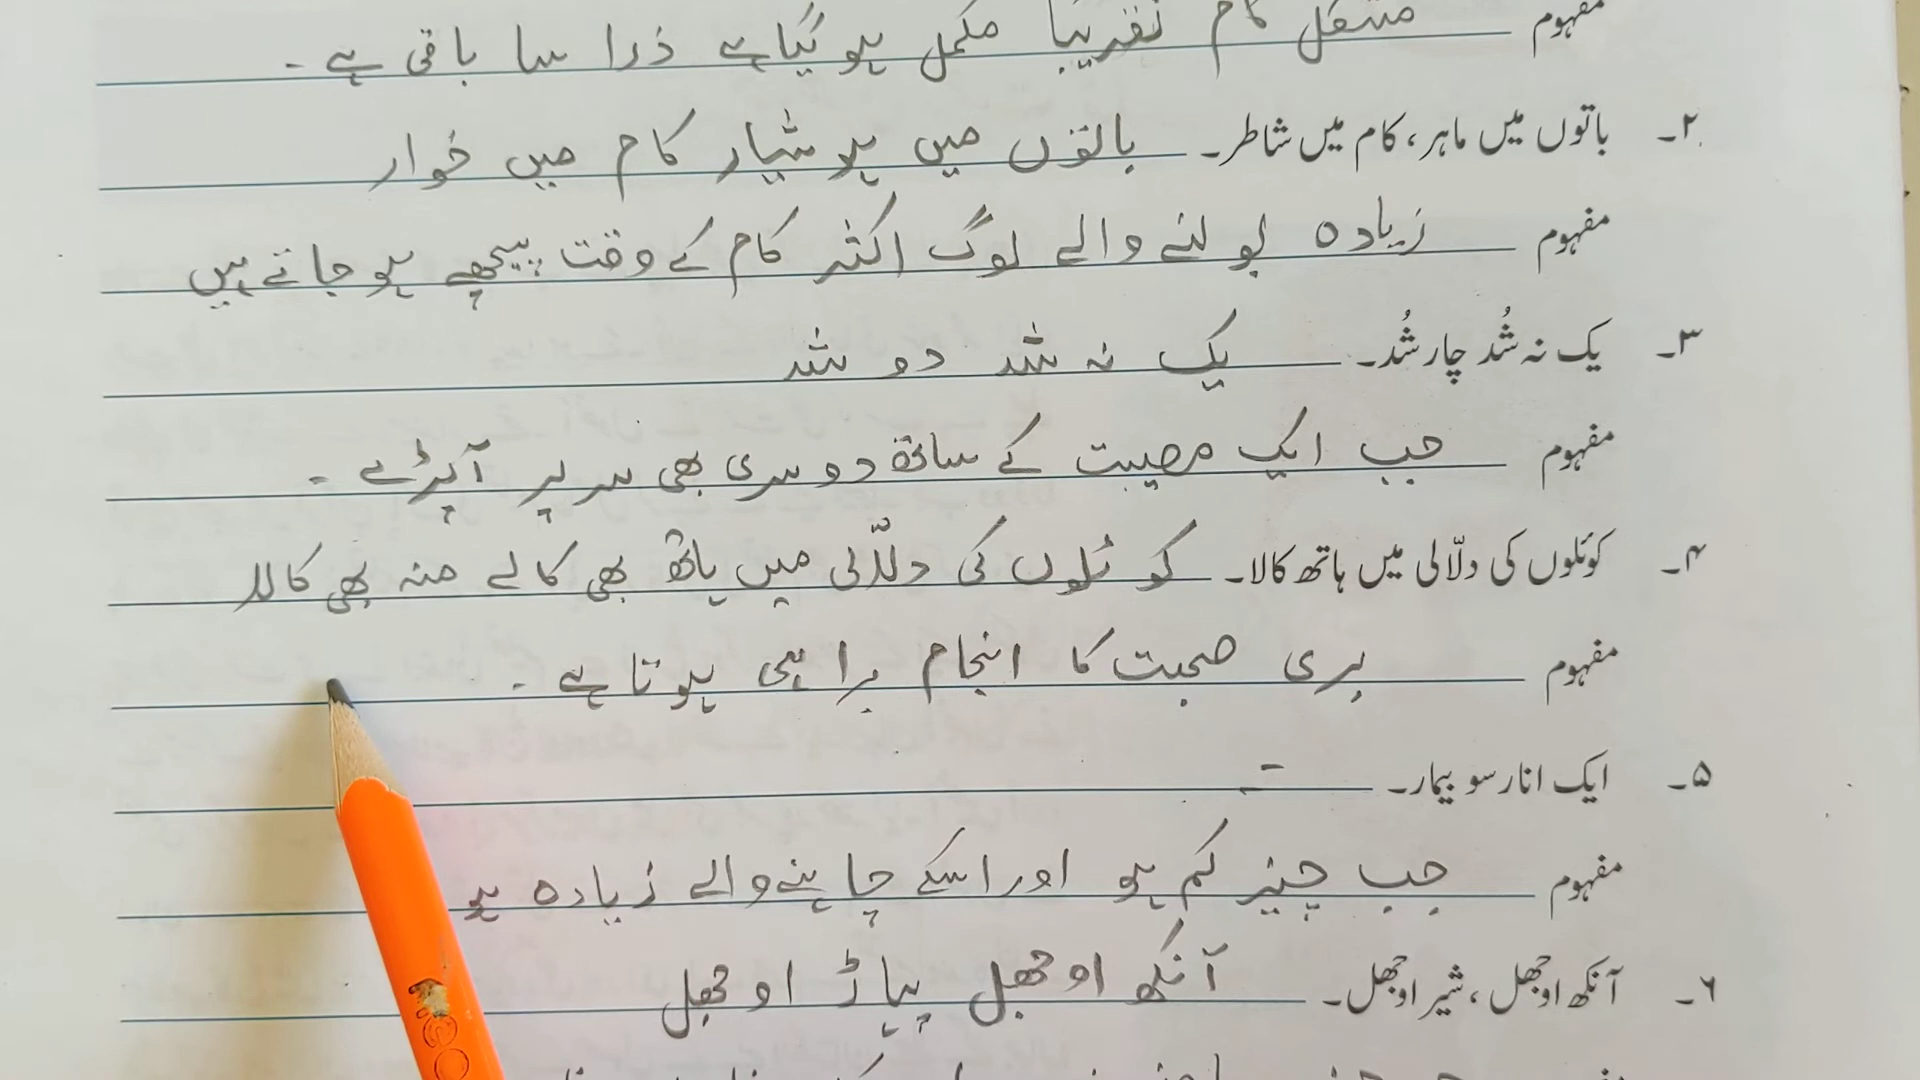 مفہوم مشکل کام تقریباً مکمل ہو گیا ہے ذرا سا باقی ہے ۔
۲۔ باتوں میں ماہر، کام میں شاطر۔ باتوں میں ہوشیار کام میں خوار
مفہوم زیادہ بولنے والے لوگ اکثر کام کے وقت پیچھے ہو جاتے ہیں
۳۔ یک نہ شُد چار شُد۔ یک نہ شد دو شد
مفہوم جب ایک مصیبت کے ساتھ دوسری بھی سر پر آ پڑے ۔
۴۔ کوئلوں کی دلّالی میں ہاتھ کالا۔ کوئلوں کی دلّالی میں ہاتھ بھی کالے منہ بھی کالا
مفہوم بری صحبت کا انجام برا ہی ہوتا ہے ۔
۵۔ ایک انار سو بیمار۔
مفہوم جب چیز کم ہو اور اسکے چاہنے والے زیادہ ہو
۶۔ آنکھ اوجھل، شیر اوجھل۔ آنکھ اوجھل پہاڑ اوجھل